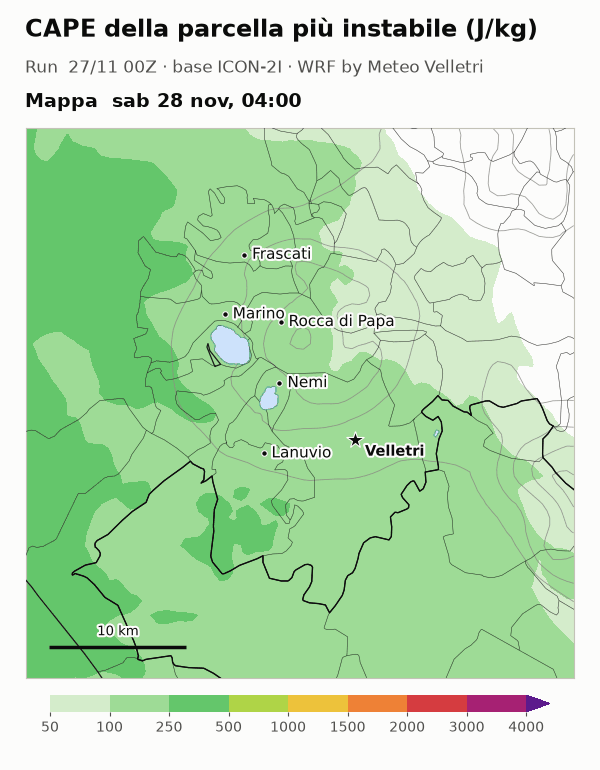 CAPE della parcella più instabile (J/kg)
Run  27/11 00Z · base ICON-2I · WRF by Meteo Velletri
Mappa  sab 28 nov, 04:00
Frascati
Marino
Rocca di Papa
Nemi
Velletri
Lanuvio
10 km
50 100 250 500 1000 1500 2000 3000 4000